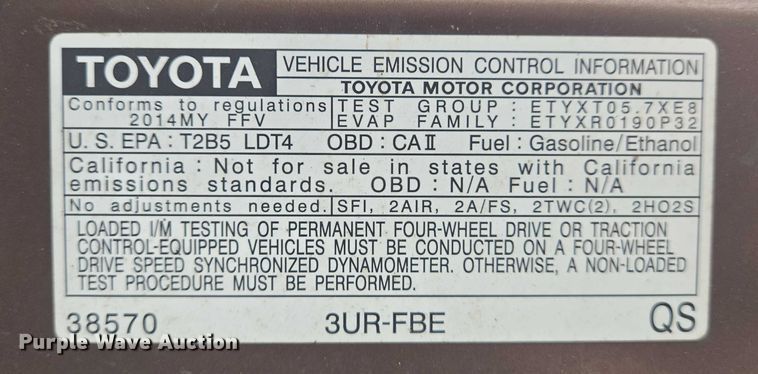 TOYOTA VEHICLE EMISSION CONTROL INFORMATION
TOYOTA MOTOR CORPORATION
Conforms to regulations TEST GROUP : ETYXT05.7XE8
2014MY FFV EVAP FAMILY : ETYXR0190P32
U.S. EPA : T2B5 LDT4 OBD : CAⅡ Fuel : Gasoline/Ethanol
California : Not for sale in states with California
emissions standards. OBD : N/A Fuel : N/A
No adjustments needed. SFI, 2AIR, 2A/FS, 2TWC(2), 2HO2S
LOADED I/M TESTING OF PERMANENT FOUR-WHEEL DRIVE OR TRACTION
CONTROL-EQUIPPED VEHICLES MUST BE CONDUCTED ON A FOUR-WHEEL
DRIVE SPEED SYNCHRONIZED DYNAMOMETER. OTHERWISE, A NON-LOADED
TEST PROCEDURE MUST BE PERFORMED.
38570 3UR-FBE QS
Purple Wave Auction